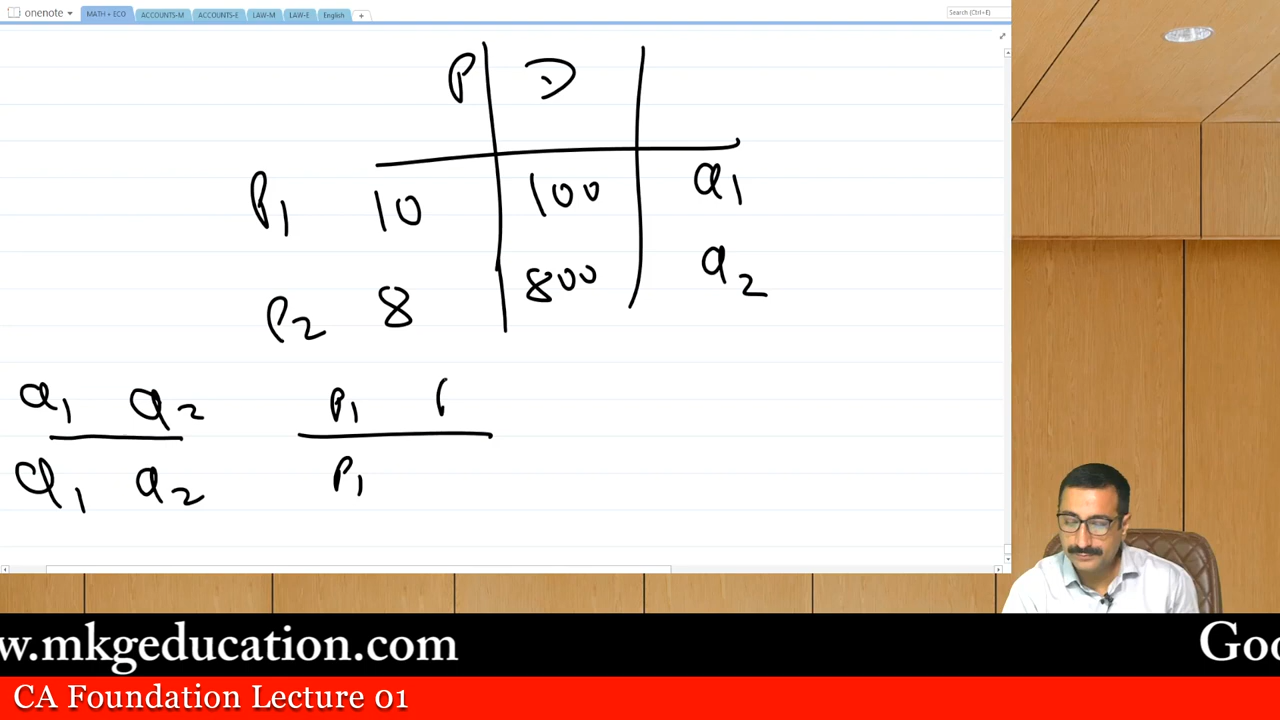 onenote MATH + ECO ACCOUNTS-M ACCOUNTS-E LAW-M LAW-E English + Search (Ctrl+E)
P D
P1 10 100 Q1
P2 8 800 Q2
Q1 Q2 P1
Q1 Q2 P1
w.mkgeducation.com Goo
CA Foundation Lecture 01